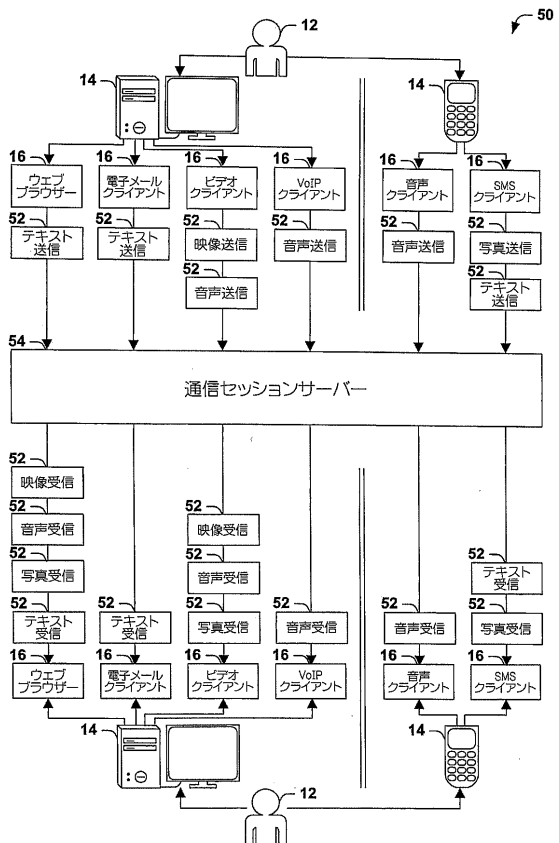 50
12
14
14
16
16
16
16
16
16
ウェブ
ブラウザー
電子メール
クライアント
ビデオ
クライアント
VoIP
クライアント
音声
クライアント
SMS
クライアント
52
52
52
52
52
52
テキスト
送信
テキスト
送信
映像送信
音声送信
音声送信
写真送信
52
52
音声送信
テキスト
送信
54
通信セッションサーバー
52
映像受信
52
52
音声受信
映像受信
52
52
52
写真受信
音声受信
テキスト
受信
52
52
52
52
52
52
テキスト
受信
テキスト
受信
写真受信
音声受信
音声受信
写真受信
16
16
16
16
16
16
ウェブ
ブラウザー
電子メール
クライアント
ビデオ
クライアント
VoIP
クライアント
音声
クライアント
SMS
クライアント
14
14
12